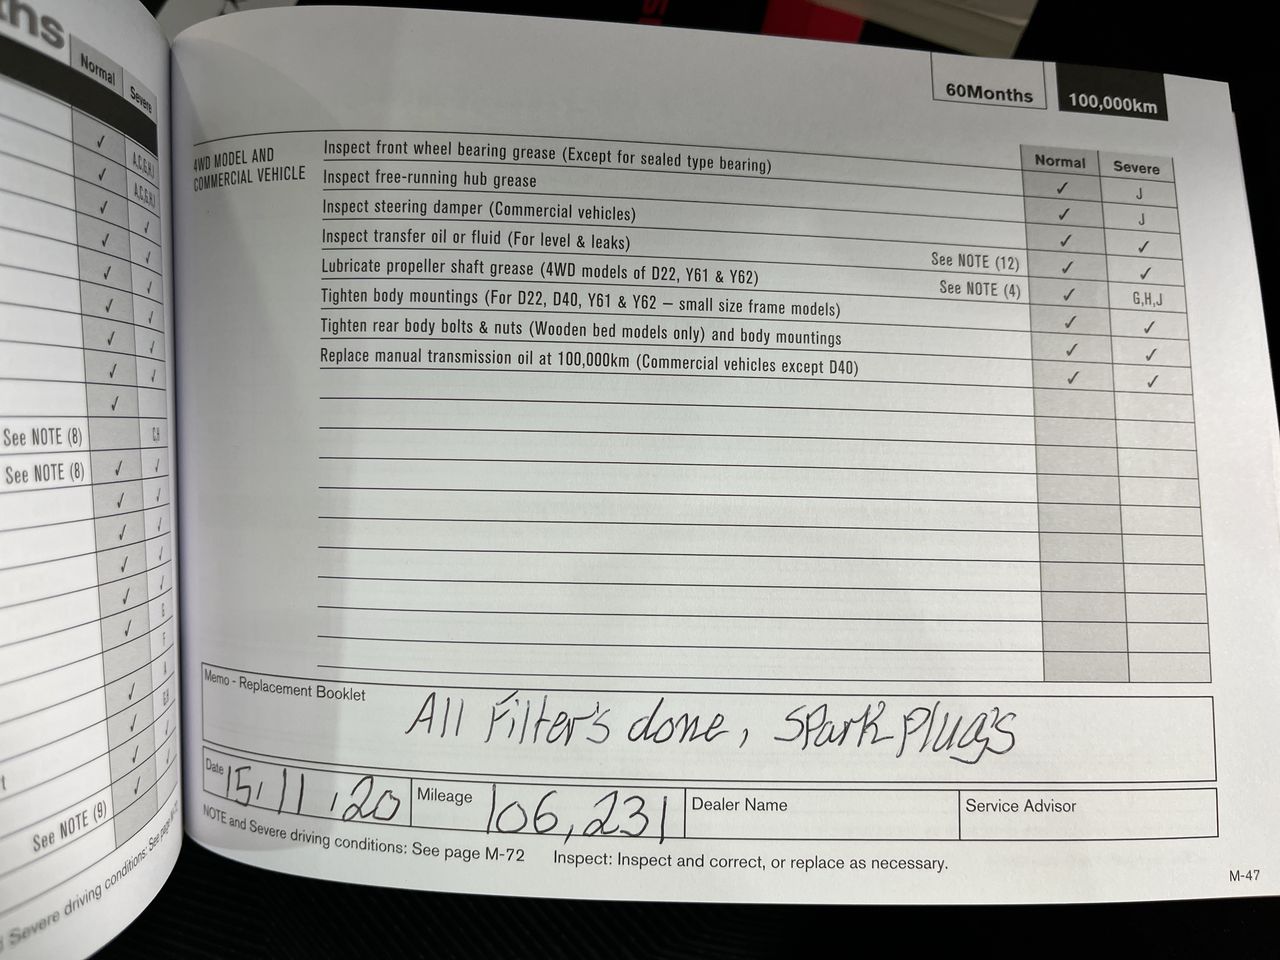 ths
Normal
Severe
A,C,G,H,J
A,C,G,H,J
See NOTE (8)
C,H
See NOTE (8)
G
F
A
See NOTE (9)
Severe driving conditions: See page
60Months
100,000km
4WD MODEL AND
COMMERCIAL VEHICLE
Normal
Severe
Inspect front wheel bearing grease (Except for sealed type bearing) ✓ J
Inspect free-running hub grease ✓ J
Inspect steering damper (Commercial vehicles) ✓ ✓
Inspect transfer oil or fluid (For level & leaks) See NOTE (12) ✓ ✓
Lubricate propeller shaft grease (4WD models of D22, Y61 & Y62) See NOTE (4) ✓ G,H,J
Tighten body mountings (For D22, D40, Y61 & Y62 – small size frame models) ✓ ✓
Tighten rear body bolts & nuts (Wooden bed models only) and body mountings ✓ ✓
Replace manual transmission oil at 100,000km (Commercial vehicles except D40) ✓ ✓
Memo - Replacement Booklet
All Filter's done, Spark Plug's
Date 15.11.20 Mileage 106,231 Dealer Name Service Advisor
NOTE and Severe driving conditions: See page M-72 Inspect: Inspect and correct, or replace as necessary.
M-47